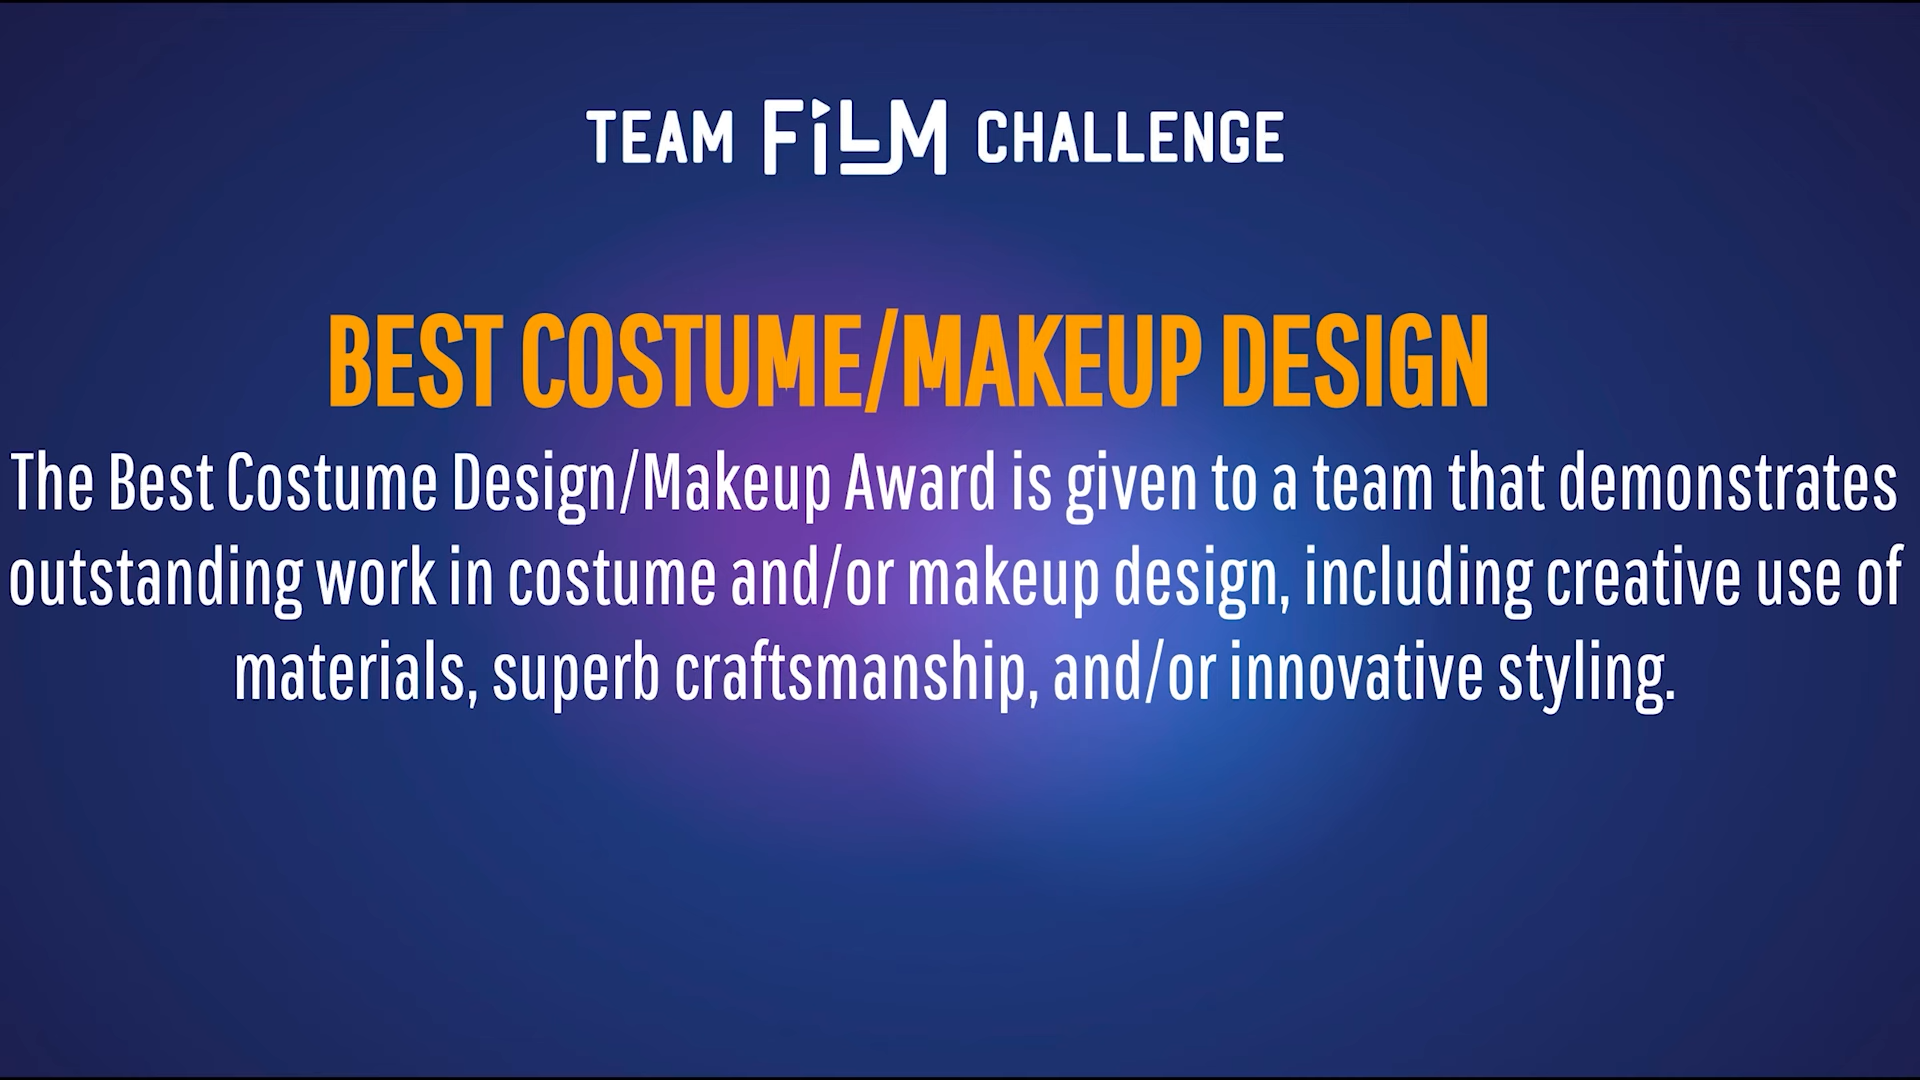 TEAM FiLM CHALLENGE
BEST COSTUME/MAKEUP DESIGN
The Best Costume Design/Makeup Award is given to a team that demonstrates
outstanding work in costume and/or makeup design, including creative use of
materials, superb craftsmanship, and/or innovative styling.